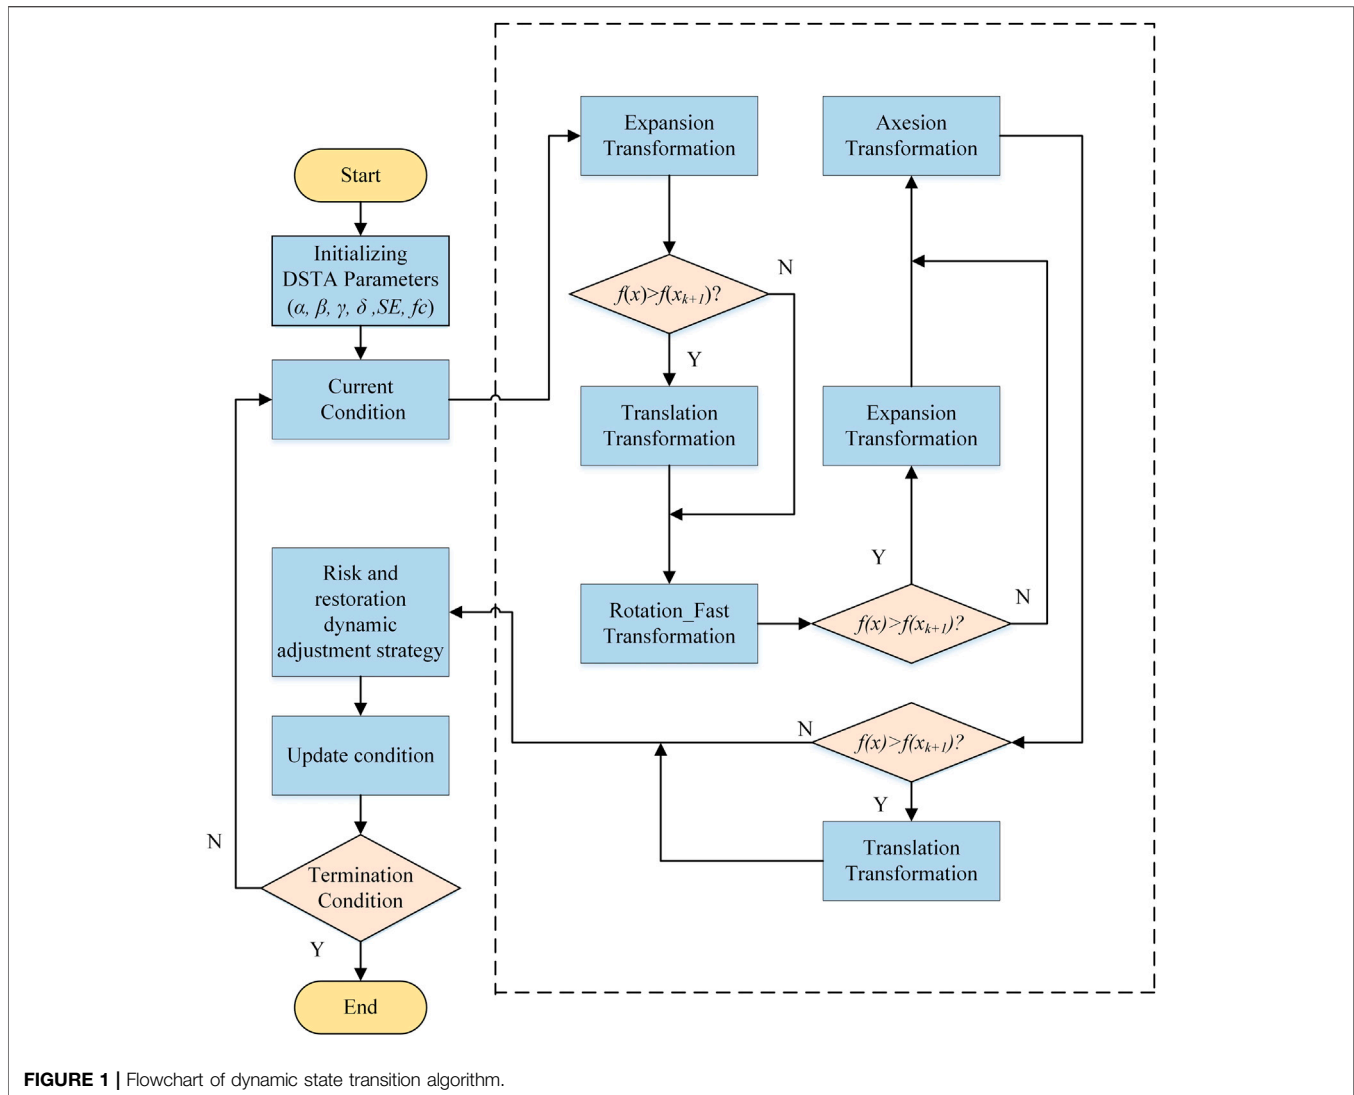 Start
Initializing
DSTA Parameters
(α, β, γ, δ ,SE, fc)
Current
Condition
Expansion
Transformation
f(x)>f(xk+1)?
N
Y
Translation
Transformation
Rotation_Fast
Transformation
f(x)>f(xk+1)?
Y
N
Expansion
Transformation
Axesion
Transformation
f(x)>f(xk+1)?
N
Y
Translation
Transformation
Risk and
restoration
dynamic
adjustment strategy
Update condition
Termination
Condition
N
Y
End
FIGURE 1 | Flowchart of dynamic state transition algorithm.